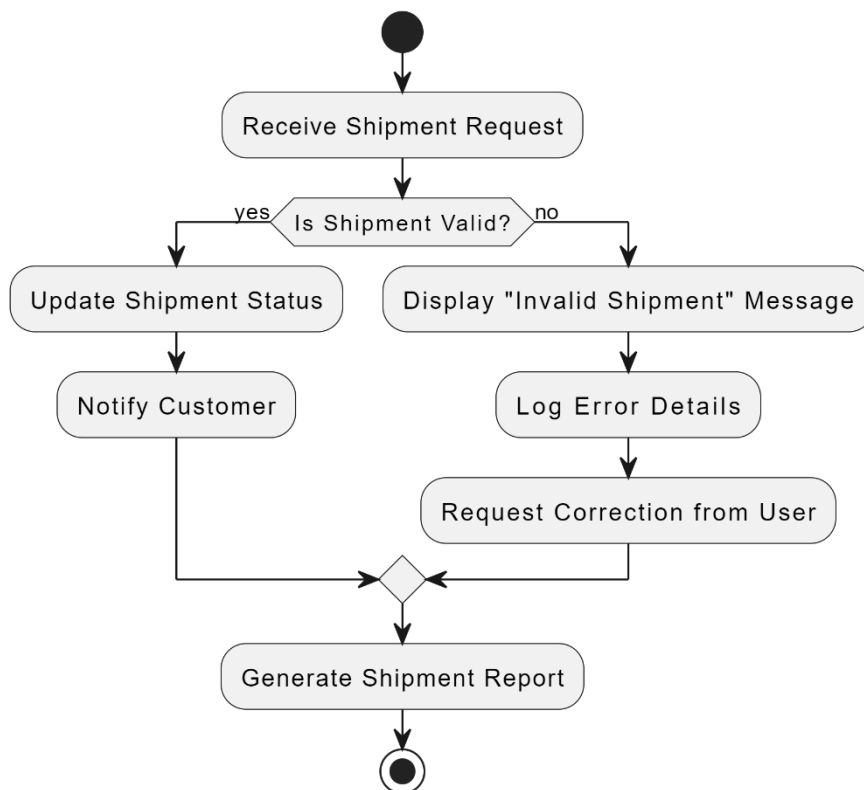 Receive Shipment Request
yes
Is Shipment Valid?
no
Update Shipment Status
Display "Invalid Shipment" Message
Notify Customer
Log Error Details
Request Correction from User
Generate Shipment Report